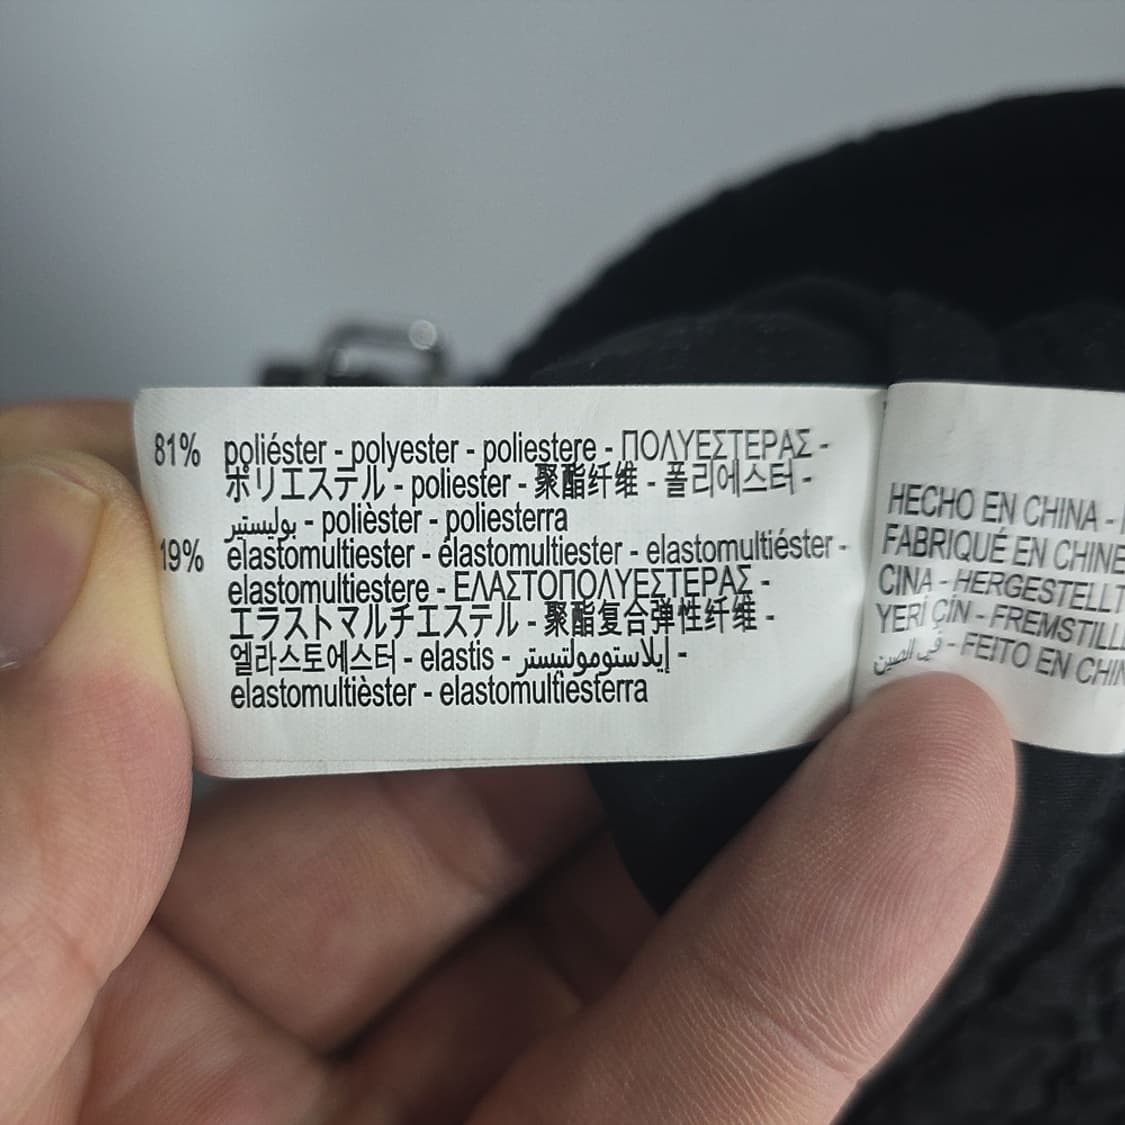 81% poliéster - polyester - poliestere - ΠΟΛΥΕΣΤΕΡΑΣ -
ポリエステル - poliester - 聚酯纤维 - 폴리에스터 -
بوليستير - polièster - poliesterra
19% elastomultiester - élastomultiester - elastomultiéster -
elastomultiestere - ΕΛΑΣΤΟΠΟΛΥΕΣΤΕΡΑΣ -
エラストマルチエステル - 聚酯复合弹性纤维 -
엘라스토에스터 - elastis - إيلاستومولتيستر -
elastomultièster - elastomultiesterra
HECHO EN CHINA -
FABRIQUÉ EN CHINE
CINA - HERGESTELLT
YERİ ÇİN - FREMSTILL
في الصين - FEITO EN CHIN